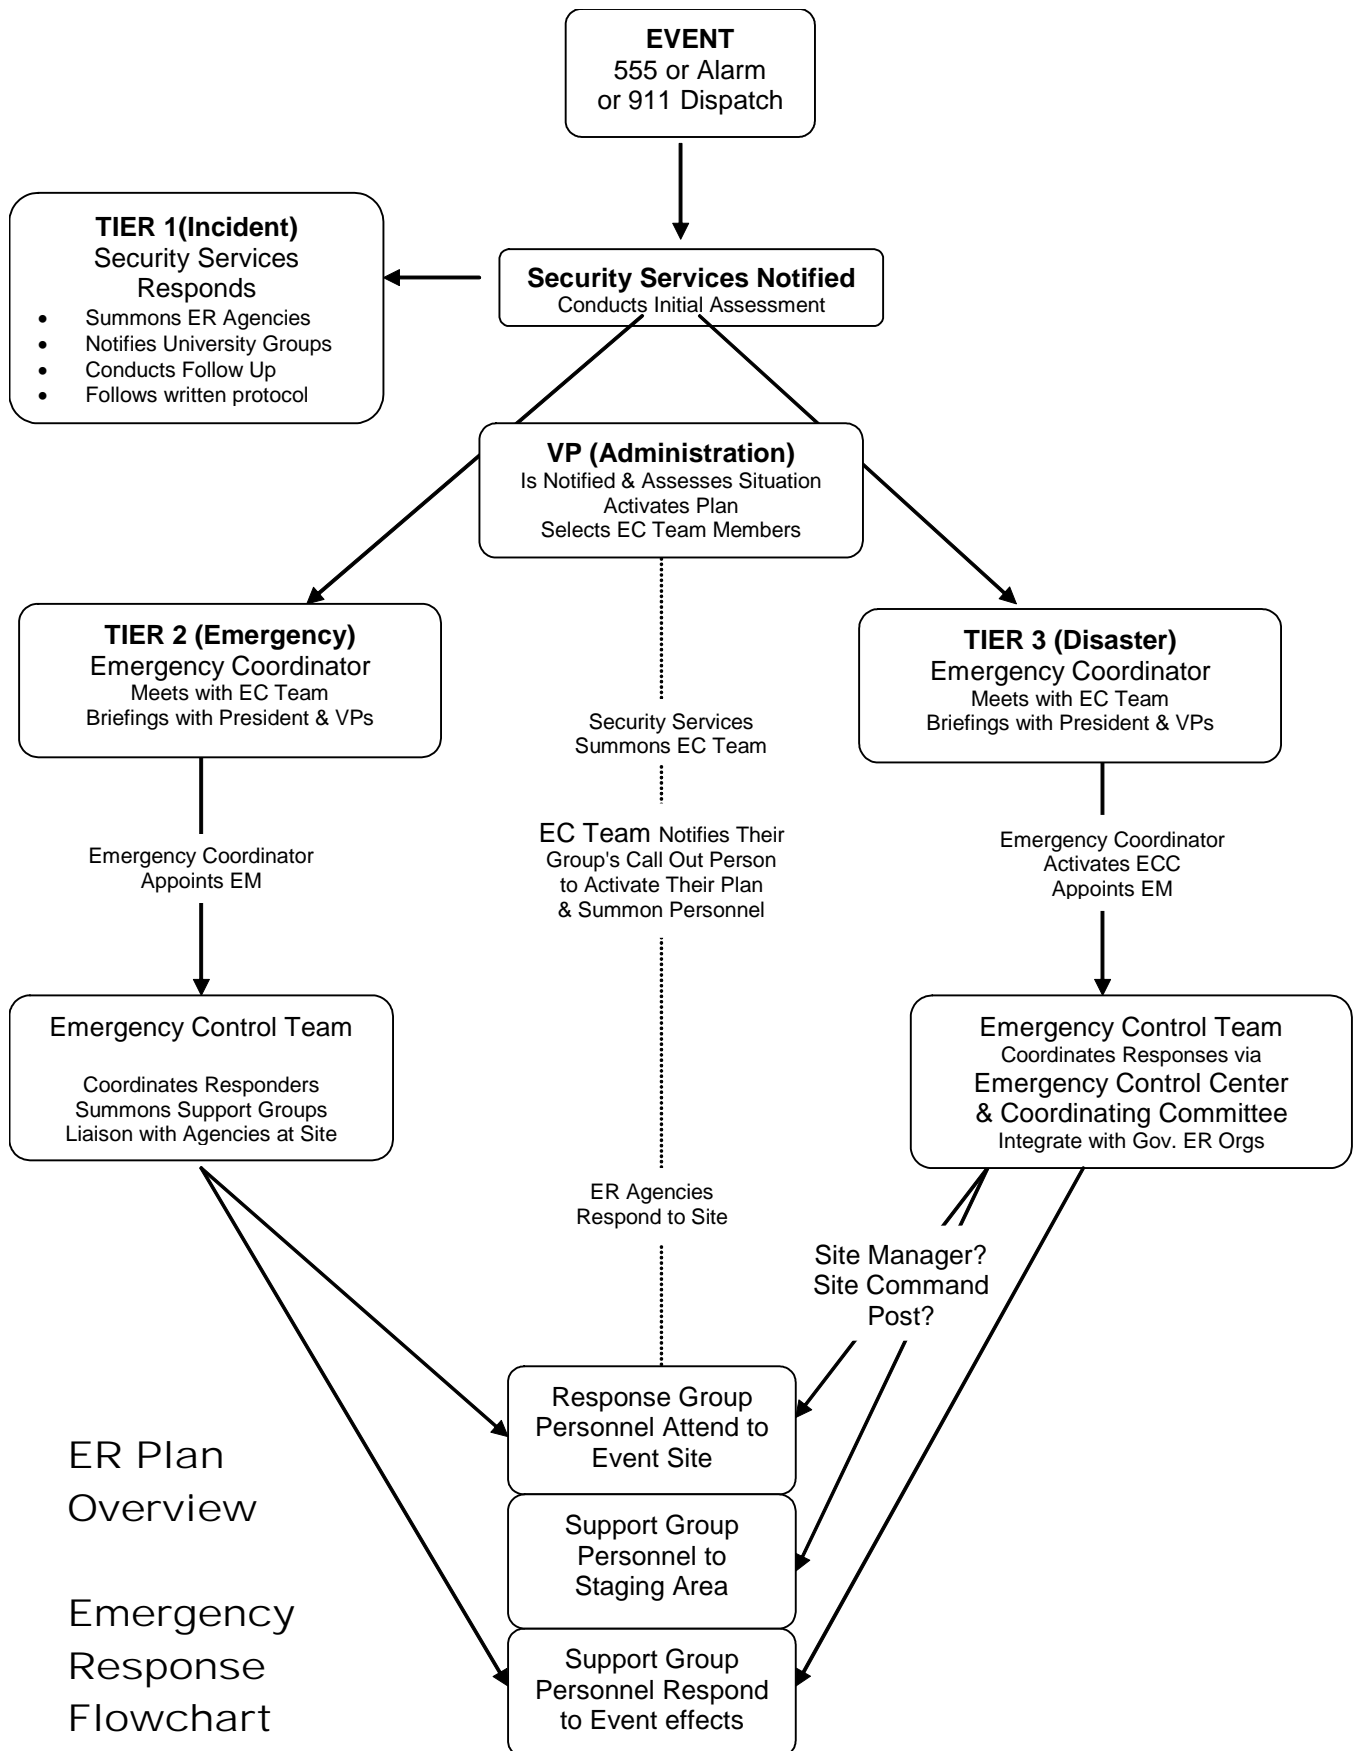 EVENT
555 or Alarm
or 911 Dispatch
TIER 1(Incident)
Security Services
Responds
• Summons ER Agencies
• Notifies University Groups
• Conducts Follow Up
• Follows written protocol
Security Services Notified
Conducts Initial Assessment
VP (Administration)
Is Notified & Assesses Situation
Activates Plan
Selects EC Team Members
TIER 2 (Emergency)
Emergency Coordinator
Meets with EC Team
Briefings with President & VPs
Security Services
Summons EC Team
TIER 3 (Disaster)
Emergency Coordinator
Meets with EC Team
Briefings with President & VPs
Emergency Coordinator
Appoints EM
EC Team Notifies Their
Group's Call Out Person
to Activate Their Plan
& Summon Personnel
Emergency Coordinator
Activates ECC
Appoints EM
Emergency Control Team
Coordinates Responders
Summons Support Groups
Liaison with Agencies at Site
Emergency Control Team
Coordinates Responses via
Emergency Control Center
& Coordinating Committee
Integrate with Gov. ER Orgs
ER Agencies
Respond to Site
Site Manager?
Site Command
Post?
Response Group
Personnel Attend to
Event Site
Support Group
Personnel to
Staging Area
Support Group
Personnel Respond
to Event effects
ER Plan
Overview
Emergency
Response
Flowchart